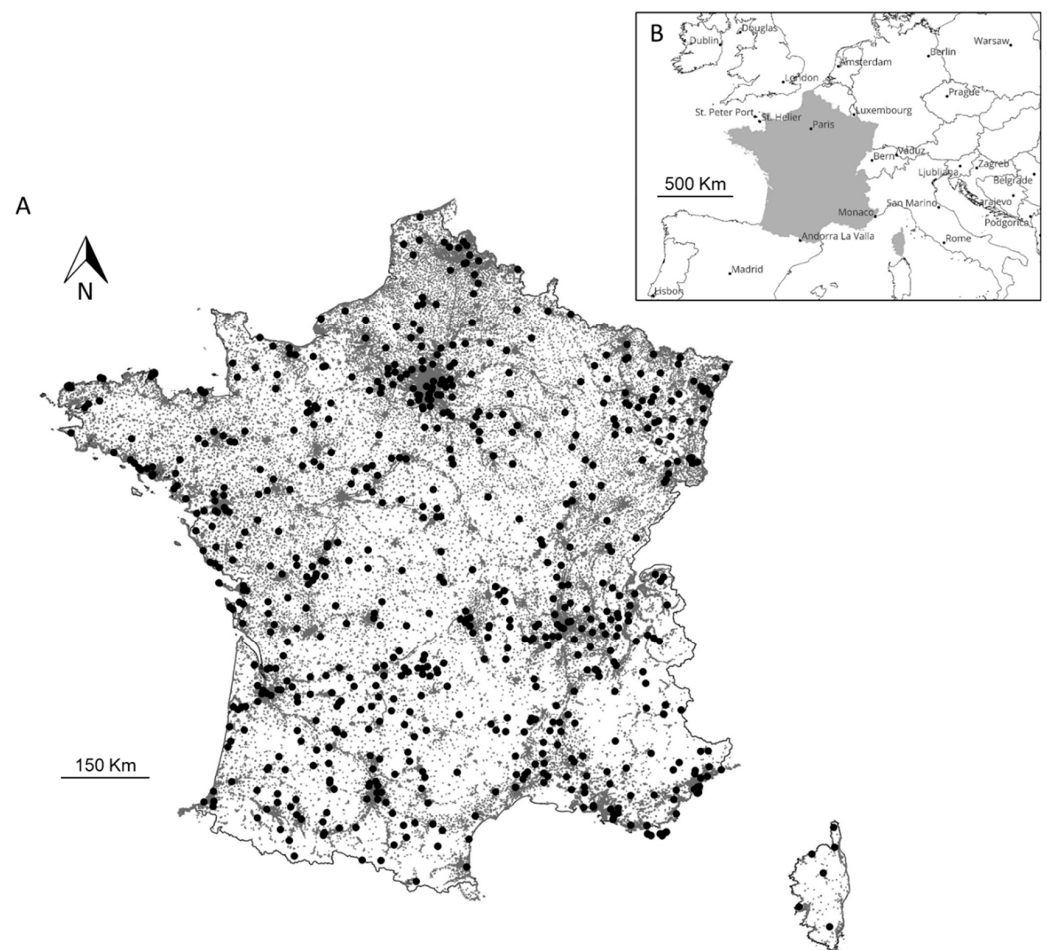 B
Douglas
Dublin
Warsaw
Berlin
Amsterdam
London
Prague
St. Peter Port
St. Helier
Luxembourg
Paris
Bern
Vaduz
Ljubljana
Zagreb
Belgrade
500 Km
Monaco
San Marino
Sarajevo
Podgorica
Andorra La Valla
Rome
Madrid
Lisbon
A
N
150 Km